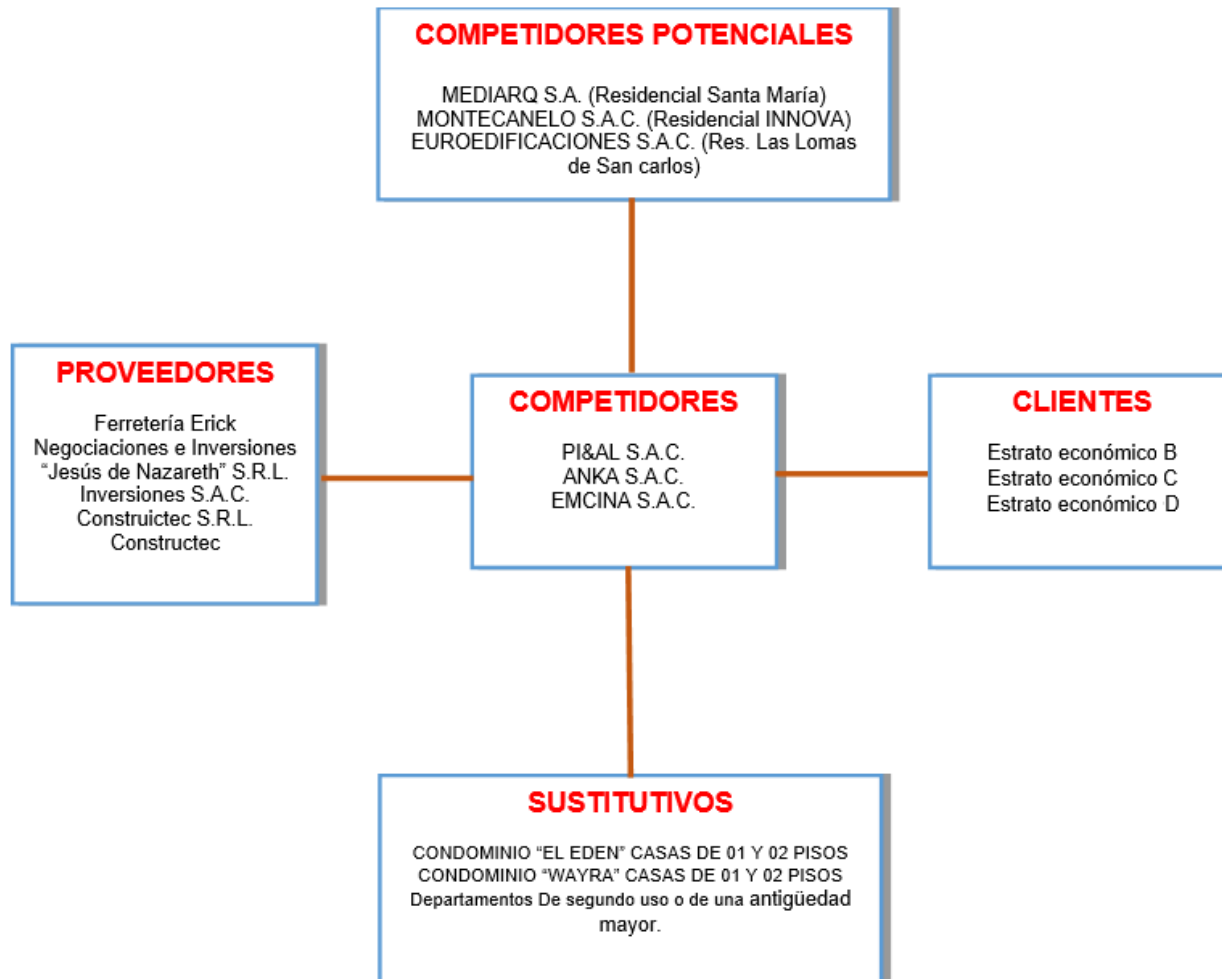 COMPETIDORES POTENCIALES
MEDIARQ S.A. (Residencial Santa María)
MONTECANELO S.A.C. (Residencial INNOVA)
EUROEDIFICACIONES S.A.C. (Res. Las Lomas
de San carlos)
PROVEEDORES
Ferretería Erick
Negociaciones e Inversiones
“Jesús de Nazareth” S.R.L.
Inversiones S.A.C.
Construictec S.R.L.
Constructec
COMPETIDORES
PI&AL S.A.C.
ANKA S.A.C.
EMCINA S.A.C.
CLIENTES
Estrato económico B
Estrato económico C
Estrato económico D
SUSTITUTIVOS
CONDOMINIO “EL EDEN” CASAS DE 01 Y 02 PISOS
CONDOMINIO “WAYRA” CASAS DE 01 Y 02 PISOS
Departamentos De segundo uso o de una antigüedad
mayor.